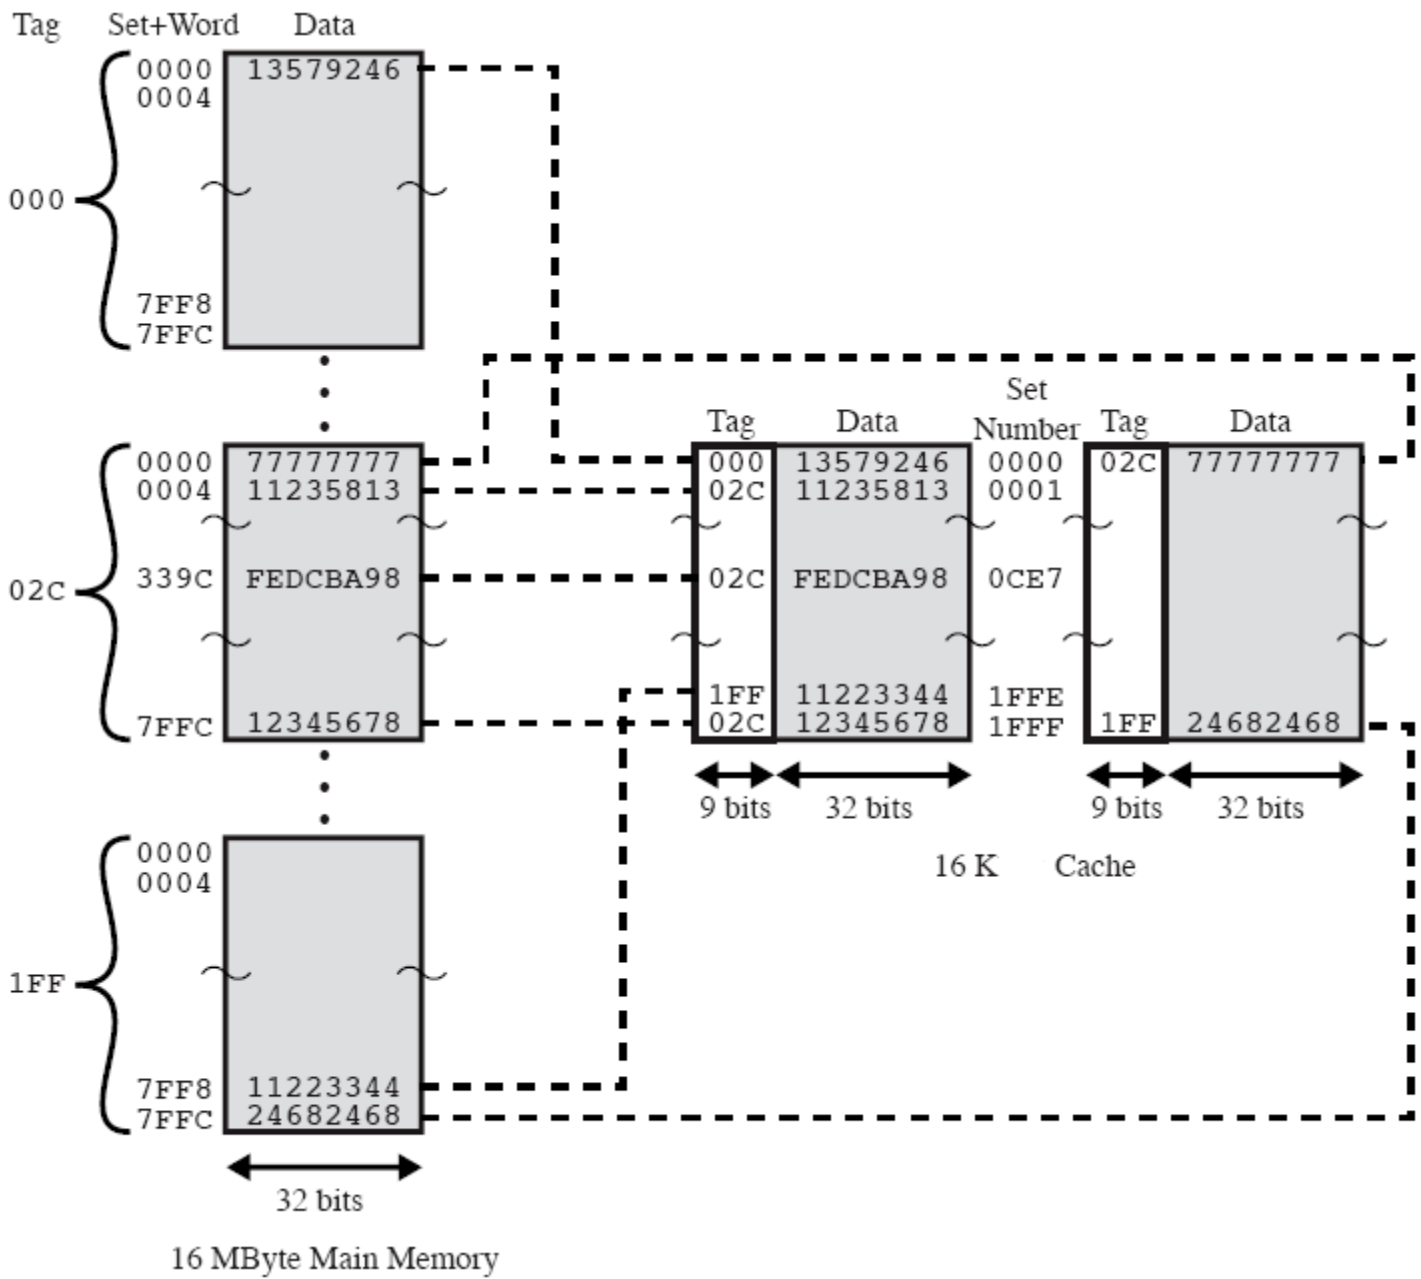 Tag Set+Word Data
0000 13579246
0004
000
7FF8
7FFC
Set
Tag Data Number Tag Data
0000 77777777 000 13579246 0000 02C 77777777
0004 11235813 02C 11235813 0001
02C 339C FEDCBA98 02C FEDCBA98 0CE7
1FF 11223344 1FFE
7FFC 12345678 02C 12345678 1FFF 1FF 24682468
9 bits 32 bits 9 bits 32 bits
0000
0004
16 K Cache
1FF
7FF8 11223344
7FFC 24682468
32 bits
16 MByte Main Memory